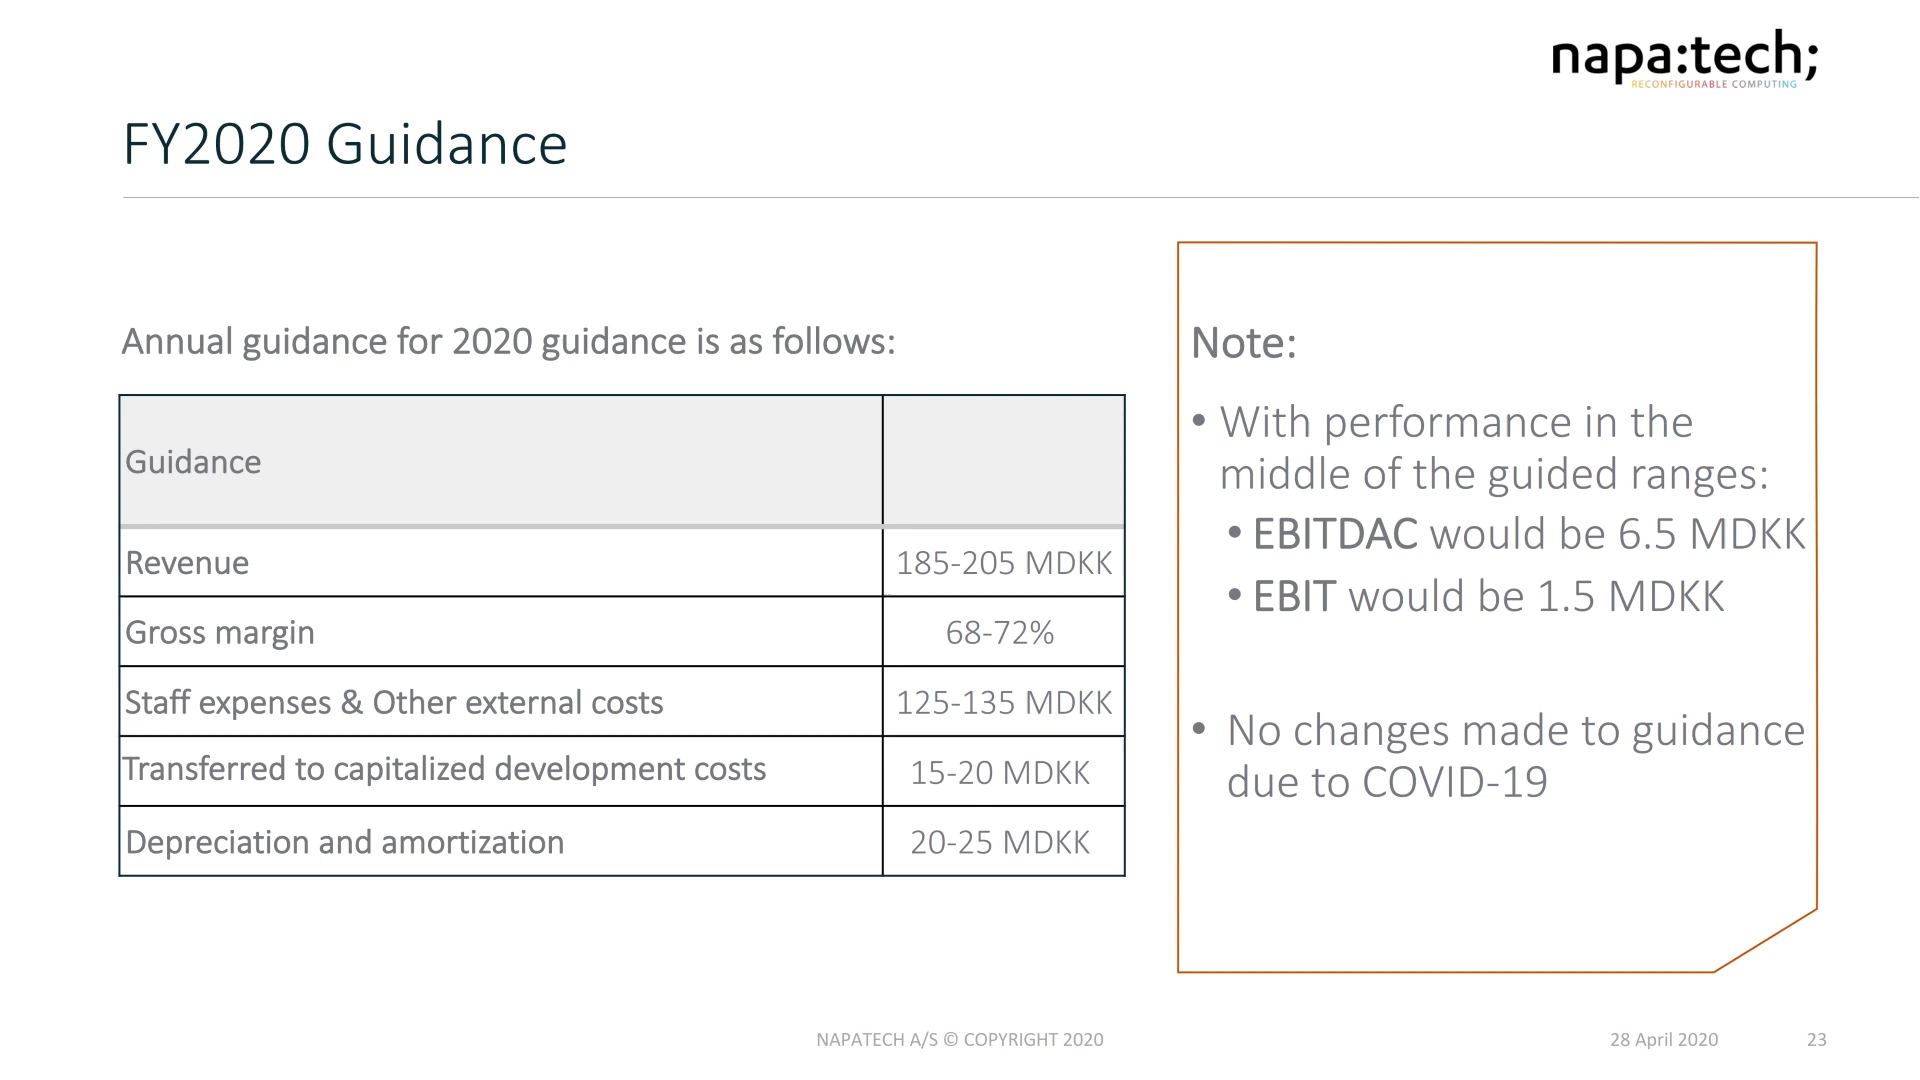 napa:tech;
RECONFIGURABLE COMPUTING
FY2020 Guidance
Annual guidance for 2020 guidance is as follows:
Guidance
Revenue 185-205 MDKK
Gross margin 68-72%
Staff expenses & Other external costs 125-135 MDKK
Transferred to capitalized development costs 15-20 MDKK
Depreciation and amortization 20-25 MDKK
Note:
• With performance in the
middle of the guided ranges:
• EBITDAC would be 6.5 MDKK
• EBIT would be 1.5 MDKK
• No changes made to guidance
due to COVID-19
NAPATECH A/S © COPYRIGHT 2020
28 April 2020
23